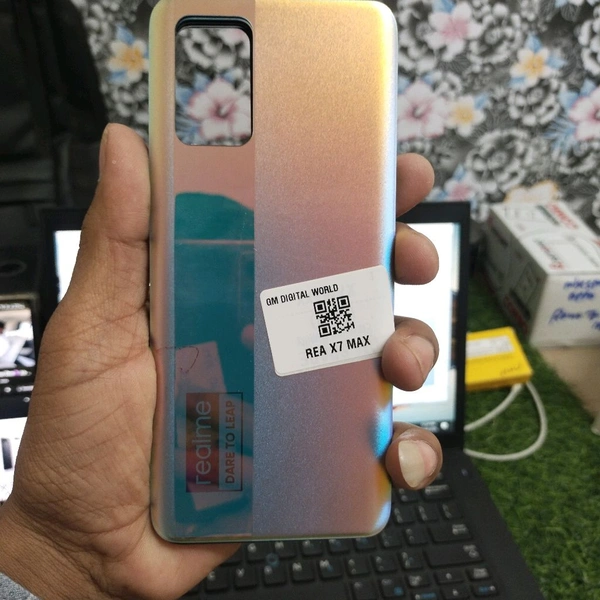 GM DIGITAL WORLD
REA X7 MAX
realme
DARE TO LEAP